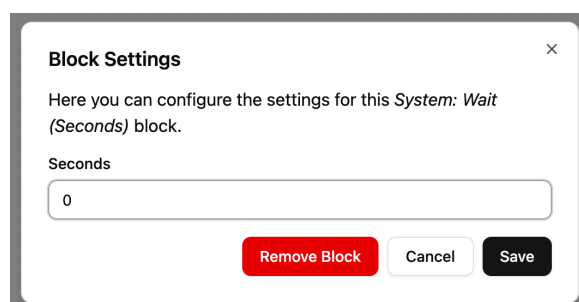 Block Settings
Here you can configure the settings for this System: Wait
(Seconds) block.
Seconds
0
Remove Block Cancel Save